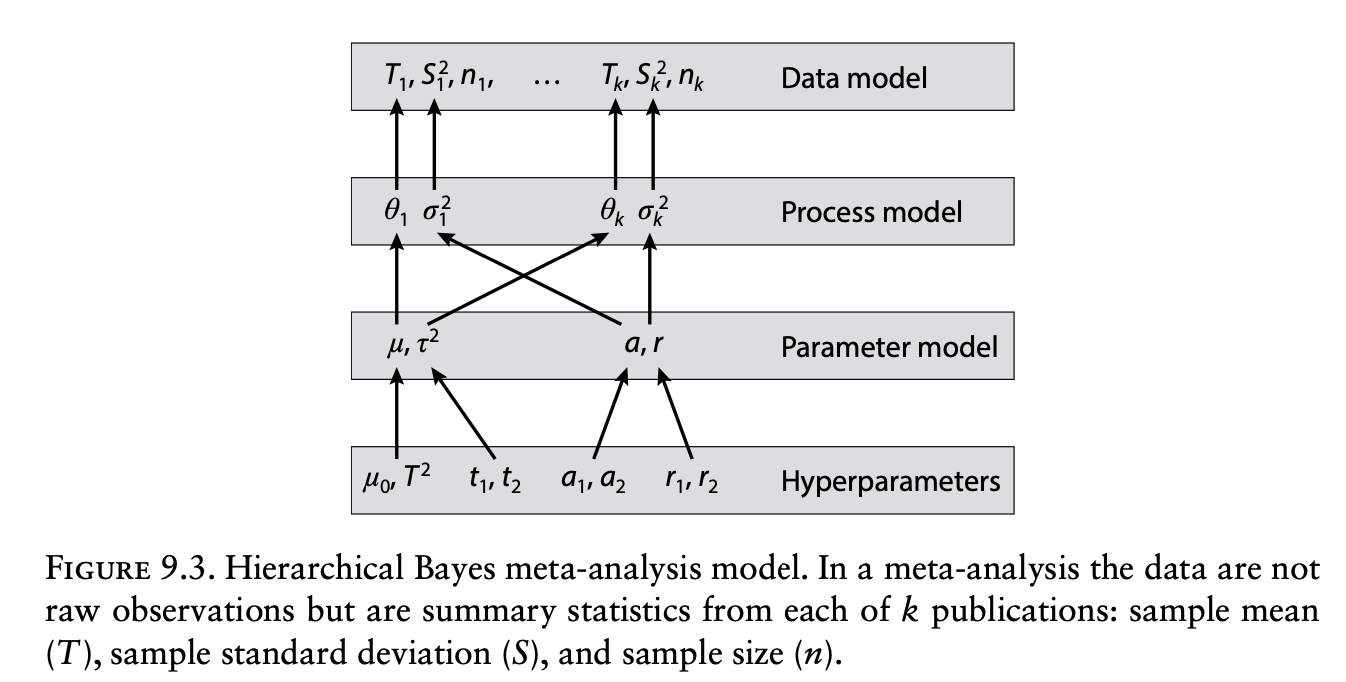 T₁, S₁², n₁, … Tₖ, Sₖ², nₖ Data model
θ₁ σ₁² θₖ σₖ² Process model
μ, τ² a, r Parameter model
μ₀, T² t₁, t₂ a₁, a₂ r₁, r₂ Hyperparameters
FIGURE 9.3. Hierarchical Bayes meta-analysis model. In a meta-analysis the data are not
raw observations but are summary statistics from each of k publications: sample mean
(T), sample standard deviation (S), and sample size (n).